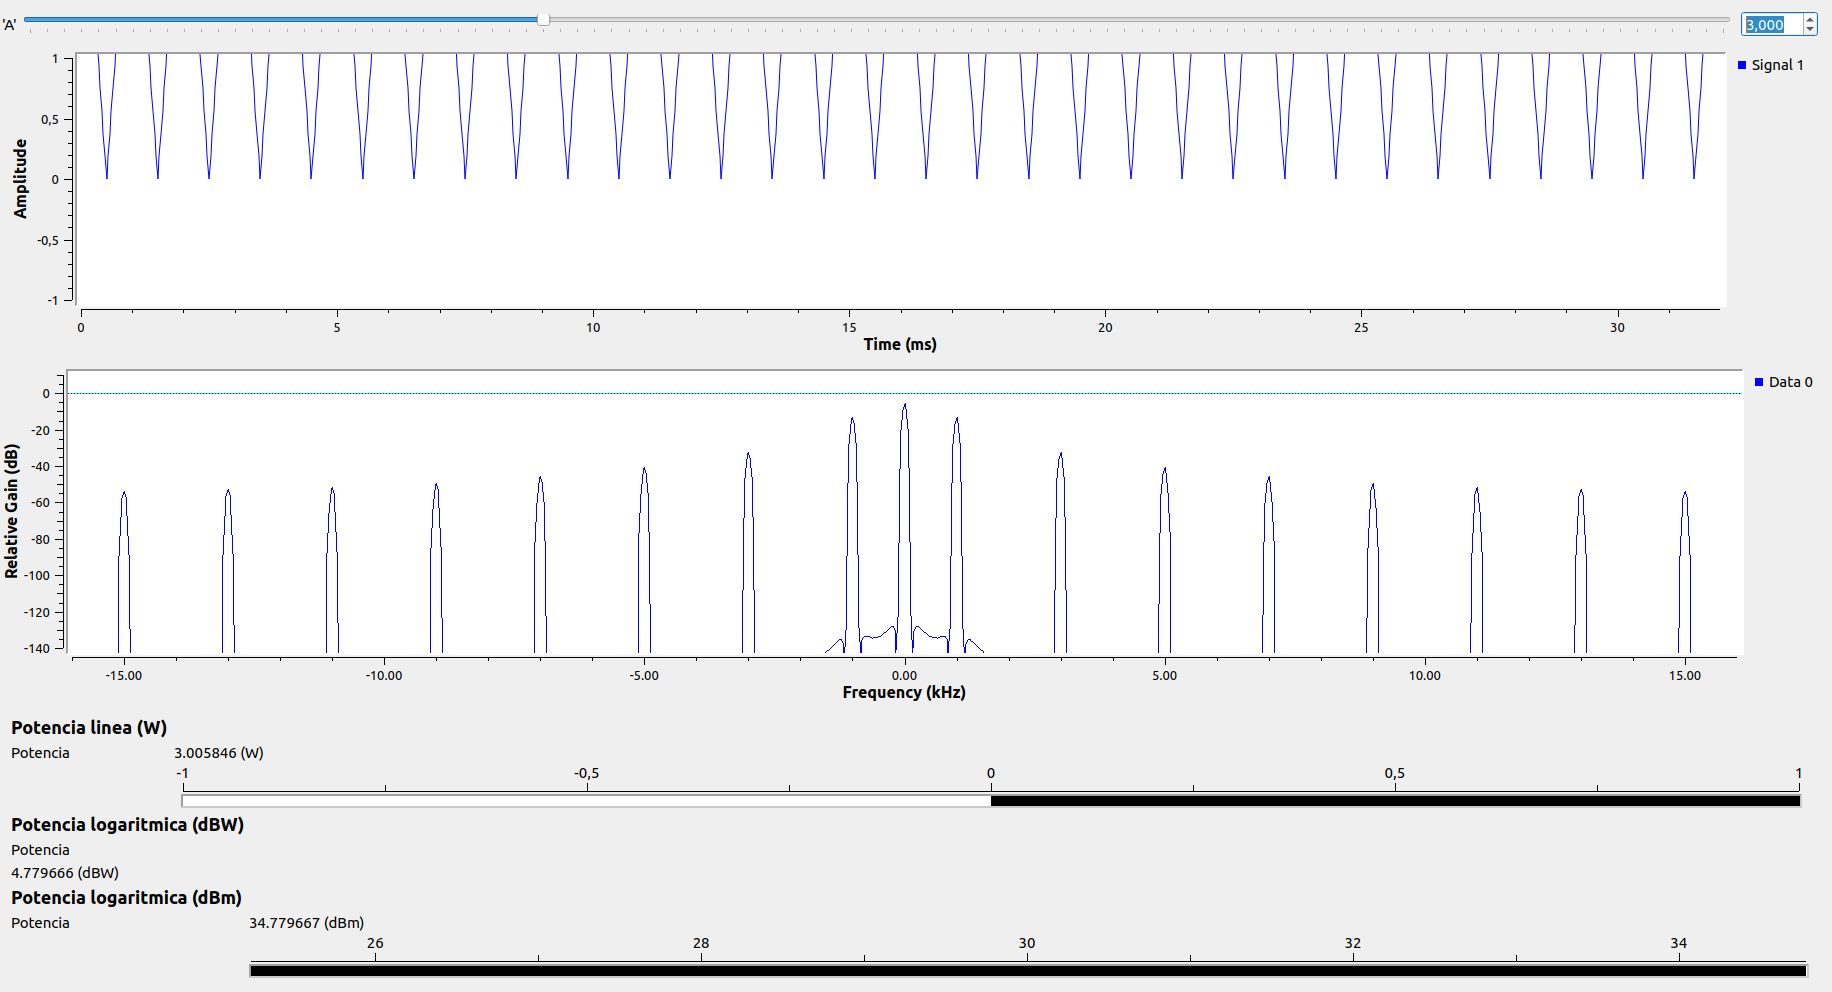 'A'
3,000
1
0,5
0
-0,5
-1
Amplitude
Signal 1
0 5 10 15 20 25 30
Time (ms)
0
-20
-40
-60
-80
-100
-120
-140
Relative Gain (dB)
Data 0
-15.00 -10.00 -5.00 0.00 5.00 10.00 15.00
Frequency (kHz)
Potencia linea (W)
Potencia 3.005846 (W)
-1 -0,5 0 0,5 1
Potencia logaritmica (dBW)
Potencia
4.779666 (dBW)
Potencia logaritmica (dBm)
Potencia 34.779667 (dBm)
26 28 30 32 34